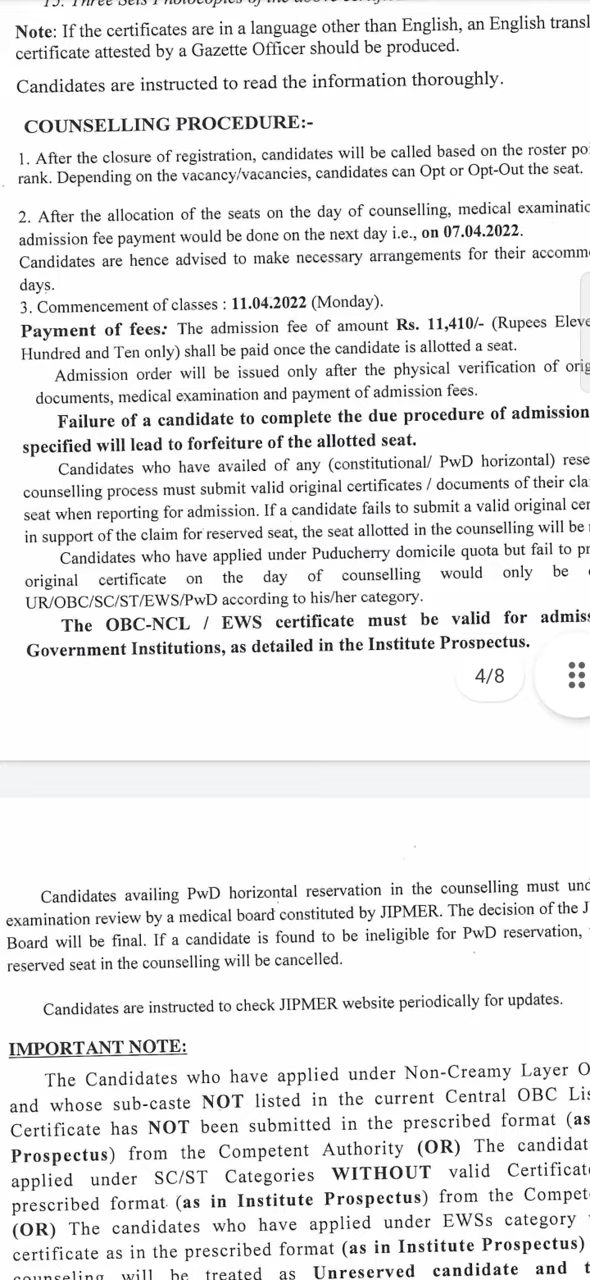 15. Three Sets Photocopies of the above
Note: If the certificates are in a language other than English, an English transl
certificate attested by a Gazette Officer should be produced.
Candidates are instructed to read the information thoroughly.
COUNSELLING PROCEDURE:-
1. After the closure of registration, candidates will be called based on the roster po
rank. Depending on the vacancy/vacancies, candidates can Opt or Opt-Out the seat.
2. After the allocation of the seats on the day of counselling, medical examinatio
admission fee payment would be done on the next day i.e., on 07.04.2022.
Candidates are hence advised to make necessary arrangements for their accomm
days.
3. Commencement of classes : 11.04.2022 (Monday).
Payment of fees: The admission fee of amount Rs. 11,410/- (Rupees Eleve
Hundred and Ten only) shall be paid once the candidate is allotted a seat.
Admission order will be issued only after the physical verification of orig
documents, medical examination and payment of admission fees.
Failure of a candidate to complete the due procedure of admission
specified will lead to forfeiture of the allotted seat.
Candidates who have availed of any (constitutional/ PwD horizontal) rese
counselling process must submit valid original certificates / documents of their cla
seat when reporting for admission. If a candidate fails to submit a valid original cer
in support of the claim for reserved seat, the seat allotted in the counselling will be
Candidates who have applied under Puducherry domicile quota but fail to pr
original certificate on the day of counselling would only be
UR/OBC/SC/ST/EWS/PwD according to his/her category.
The OBC-NCL / EWS certificate must be valid for admiss
Government Institutions, as detailed in the Institute Prospectus.
4/8
Candidates availing PwD horizontal reservation in the counselling must und
examination review by a medical board constituted by JIPMER. The decision of the J
Board will be final. If a candidate is found to be ineligible for PwD reservation,
reserved seat in the counselling will be cancelled.
Candidates are instructed to check JIPMER website periodically for updates.
IMPORTANT NOTE:
The Candidates who have applied under Non-Creamy Layer O
and whose sub-caste NOT listed in the current Central OBC Lis
Certificate has NOT been submitted in the prescribed format (as
Prospectus) from the Competent Authority (OR) The candidat
applied under SC/ST Categories WITHOUT valid Certificate
prescribed format (as in Institute Prospectus) from the Compet
(OR) The candidates who have applied under EWSs category
certificate as in the prescribed format (as in Institute Prospectus)
counseling will be treated as Unreserved candidate and t